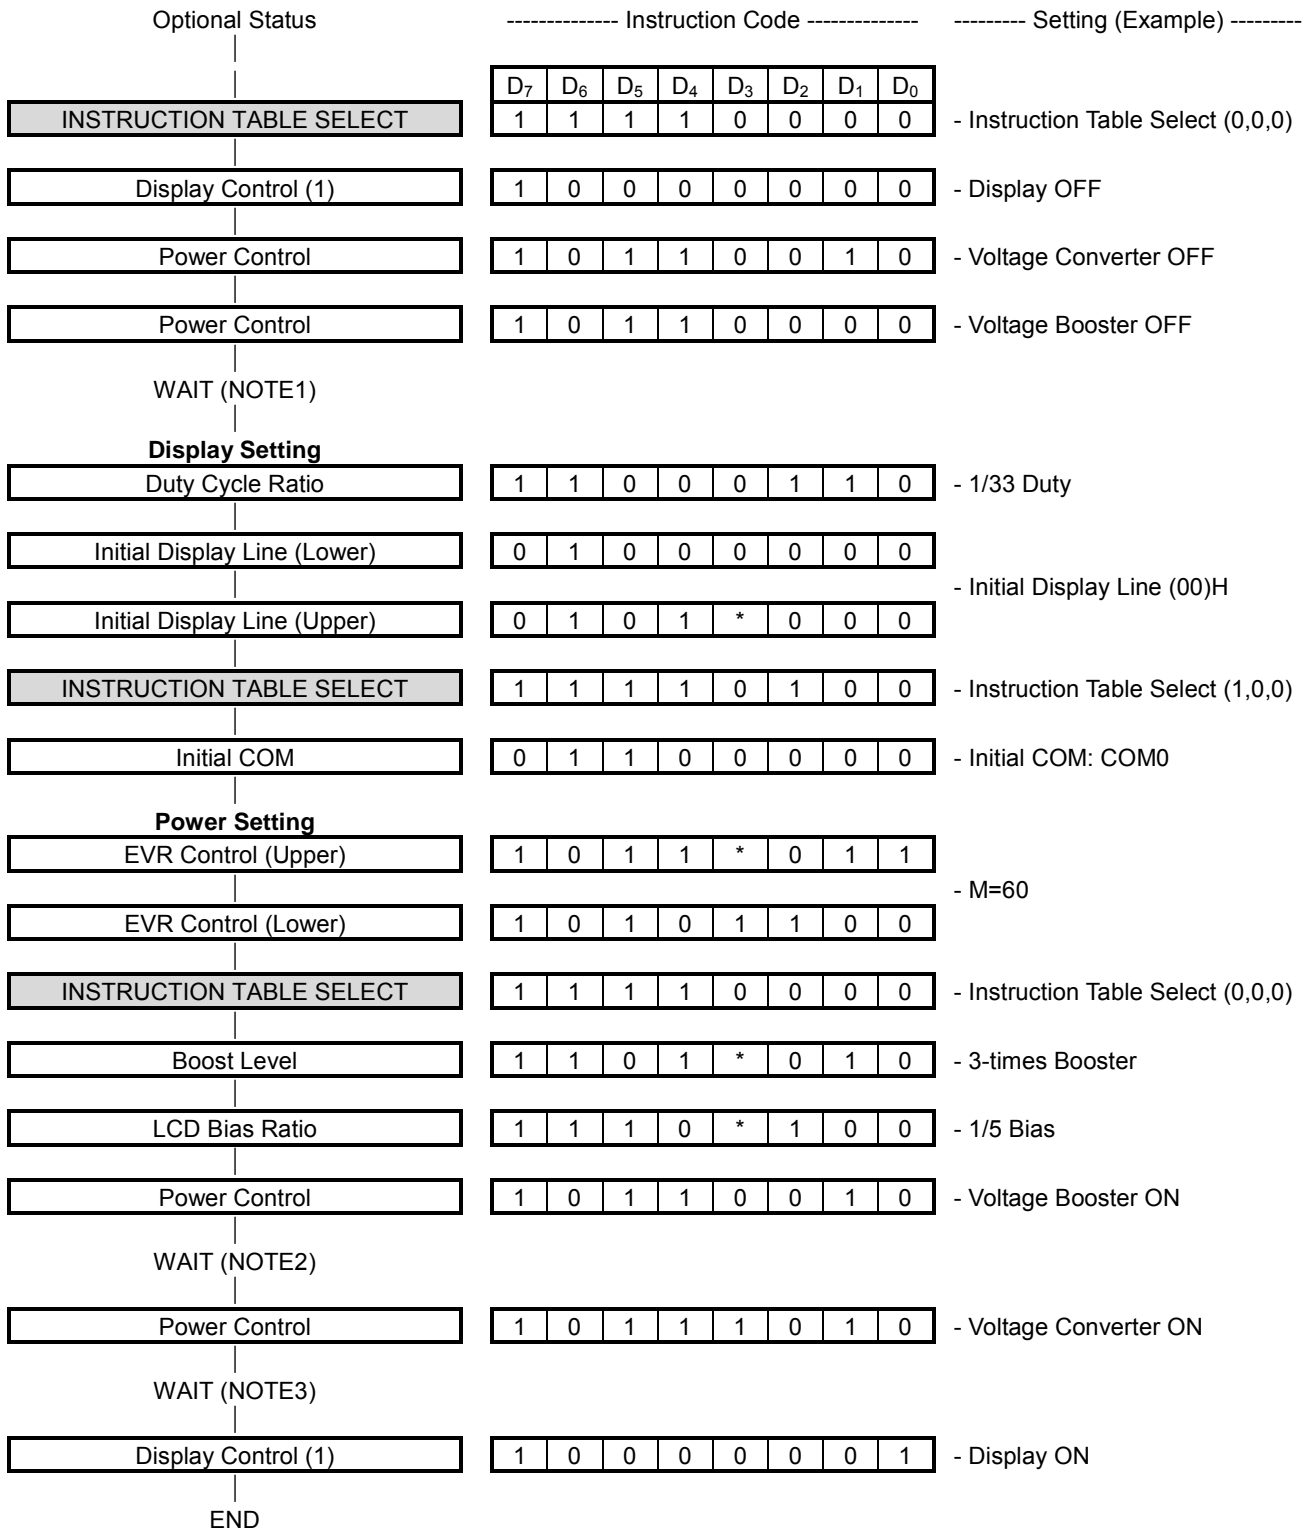 Optional Status -------------- Instruction Code -------------- --------- Setting (Example) ---------
D7 D6 D5 D4 D3 D2 D1 D0
INSTRUCTION TABLE SELECT 1 1 1 1 0 0 0 0 - Instruction Table Select (0,0,0)
Display Control (1) 1 0 0 0 0 0 0 0 - Display OFF
Power Control 1 0 1 1 0 0 1 0 - Voltage Converter OFF
Power Control 1 0 1 1 0 0 0 0 - Voltage Booster OFF
WAIT (NOTE1)
Display Setting
Duty Cycle Ratio 1 1 0 0 0 1 1 0 - 1/33 Duty
Initial Display Line (Lower) 0 1 0 0 0 0 0 0
- Initial Display Line (00)H
Initial Display Line (Upper) 0 1 0 1 * 0 0 0
INSTRUCTION TABLE SELECT 1 1 1 1 0 1 0 0 - Instruction Table Select (1,0,0)
Initial COM 0 1 1 0 0 0 0 0 - Initial COM: COM0
Power Setting
EVR Control (Upper) 1 0 1 1 * 0 1 1
- M=60
EVR Control (Lower) 1 0 1 0 1 1 0 0
INSTRUCTION TABLE SELECT 1 1 1 1 0 0 0 0 - Instruction Table Select (0,0,0)
Boost Level 1 1 0 1 * 0 1 0 - 3-times Booster
LCD Bias Ratio 1 1 1 0 * 1 0 0 - 1/5 Bias
Power Control 1 0 1 1 0 0 1 0 - Voltage Booster ON
WAIT (NOTE2)
Power Control 1 0 1 1 1 0 1 0 - Voltage Converter ON
WAIT (NOTE3)
Display Control (1) 1 0 0 0 0 0 0 1 - Display ON
END